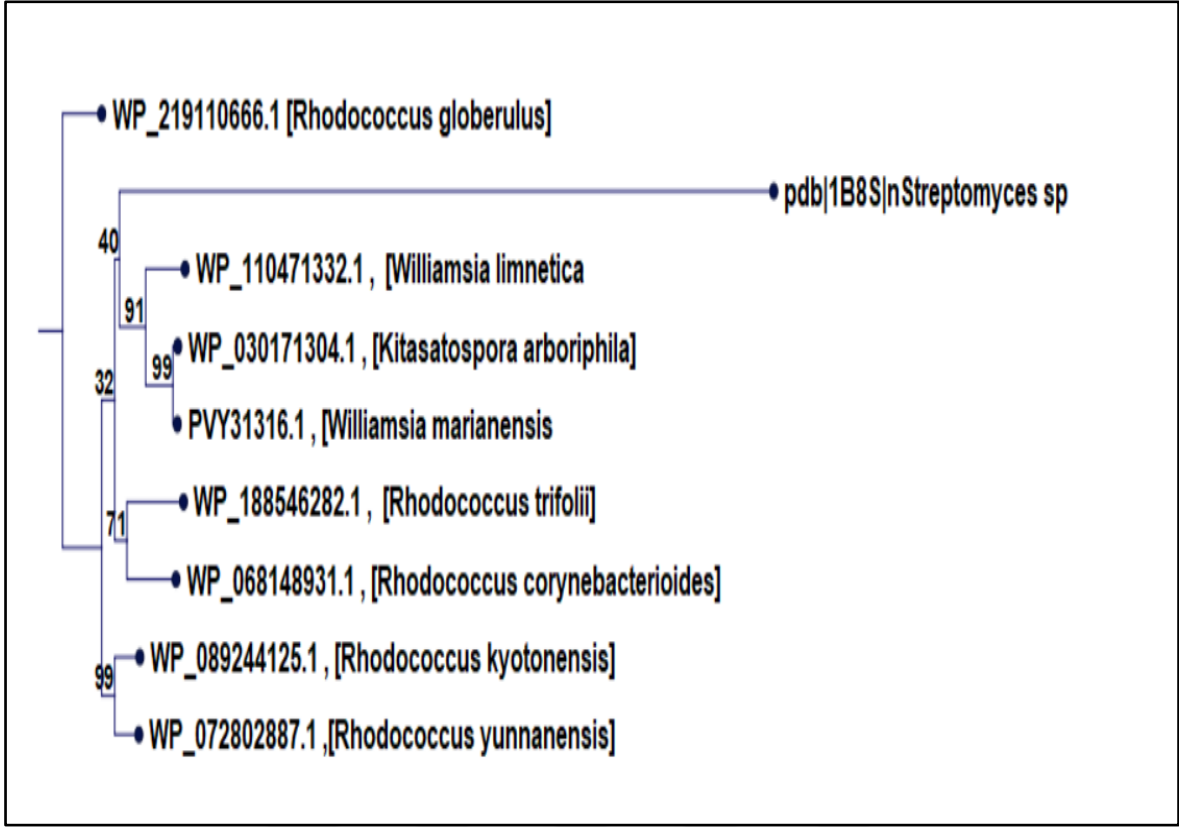 WP_219110666.1 [Rhodococcus globerulus]
pdb|1B8S|nStreptomyces sp
40
WP_110471332.1 , [Williamsia limnetica
91
WP_030171304.1 , [Kitasatospora arboriphila]
99
32
PVY31316.1 , [Williamsia marianensis
WP_188546282.1 , [Rhodococcus trifolii]
71
WP_068148931.1 , [Rhodococcus corynebacterioides]
WP_089244125.1 , [Rhodococcus kyotonensis]
99
WP_072802887.1 ,[Rhodococcus yunnanensis]